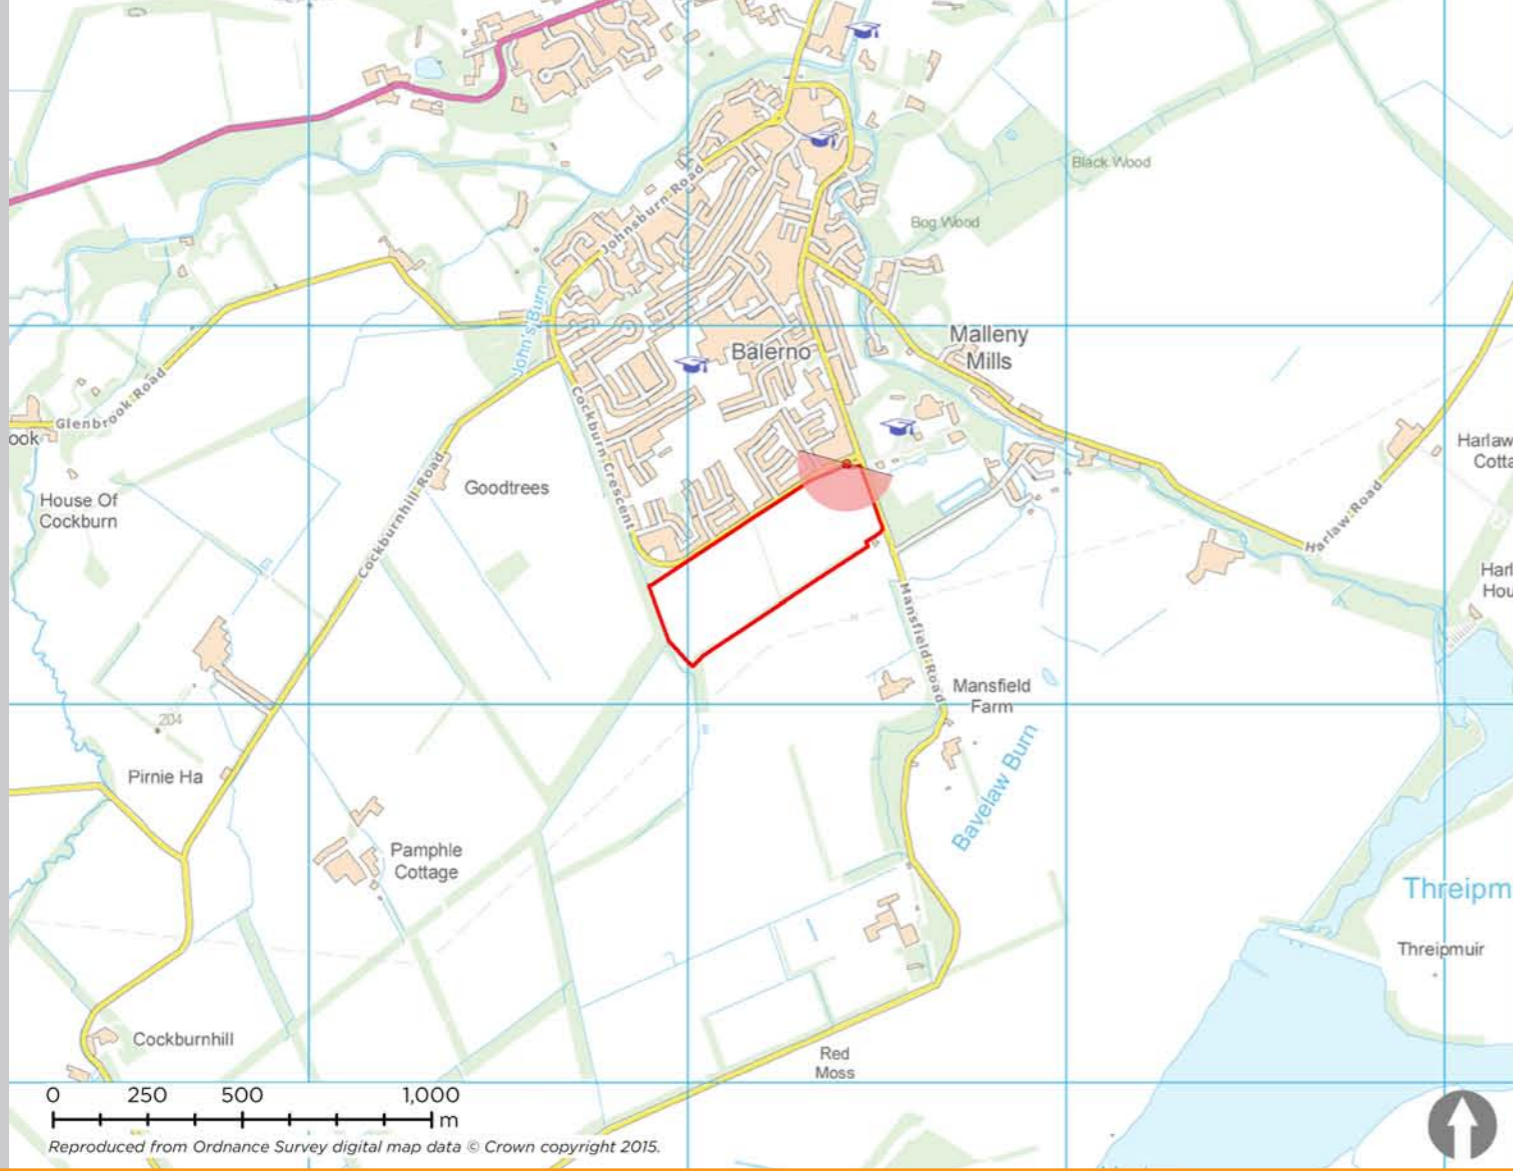 Black Wood
Bog Wood
Johnsburn Road
John's Burn
Malleny
Mills
Balerno
Glenbrook Road
ook
Cockburn Crescent
Harlaw
Cotta
House Of
Cockburn
Goodtrees
Cockburnhill Road
Harlaw Road
Harl
Hou
Mansfield Road
Mansfield
Farm
204
Pirnie Ha
Bavelaw Burn
Pamphle
Cottage
Threipm
Threipmuir
Cockburnhill
Red
Moss
0 250 500 1,000
m
Reproduced from Ordnance Survey digital map data © Crown copyright 2015.